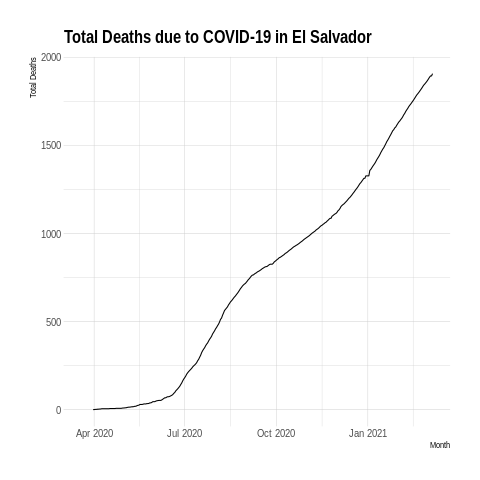 Total Deaths due to COVID-19 in El Salvador
Total Deaths
2000
1500
1000
500
0
Apr 2020
Jul 2020
Oct 2020
Jan 2021
Month